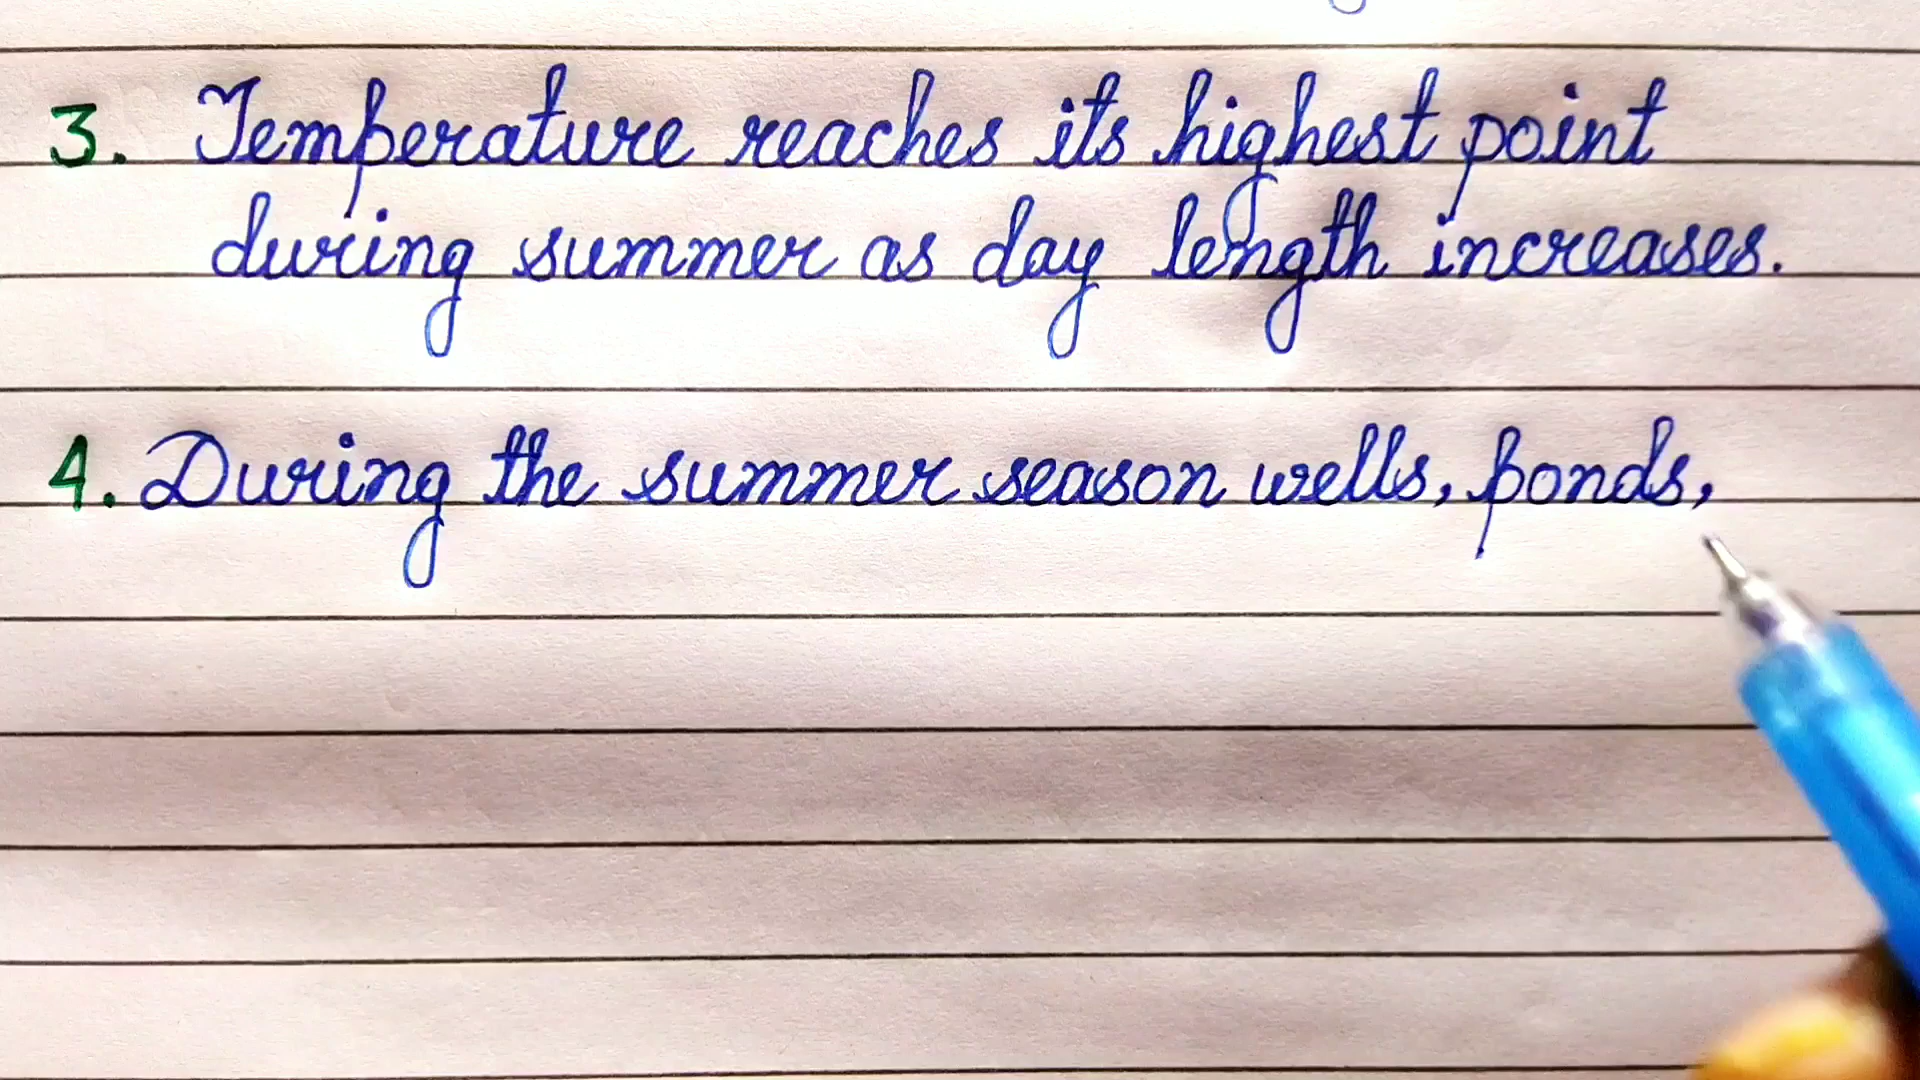 3. Temperature reaches its highest point
during summer as day length increases.
4. During the summer season wells, ponds,